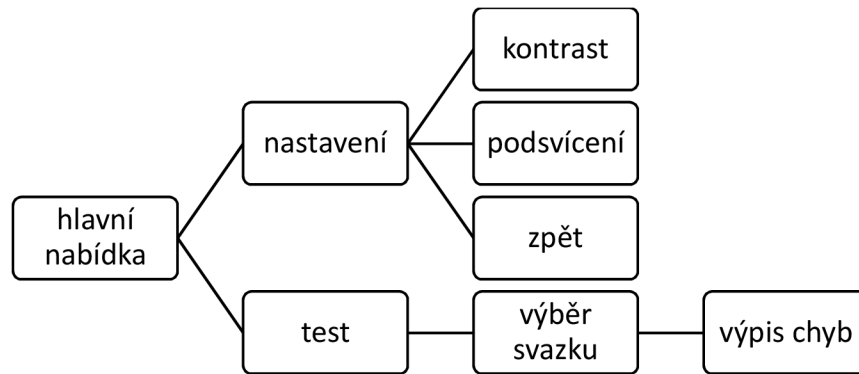 kontrast
nastavení
podsvícení
hlavní
nabídka
zpět
test
výběr
svazku
výpis chyb